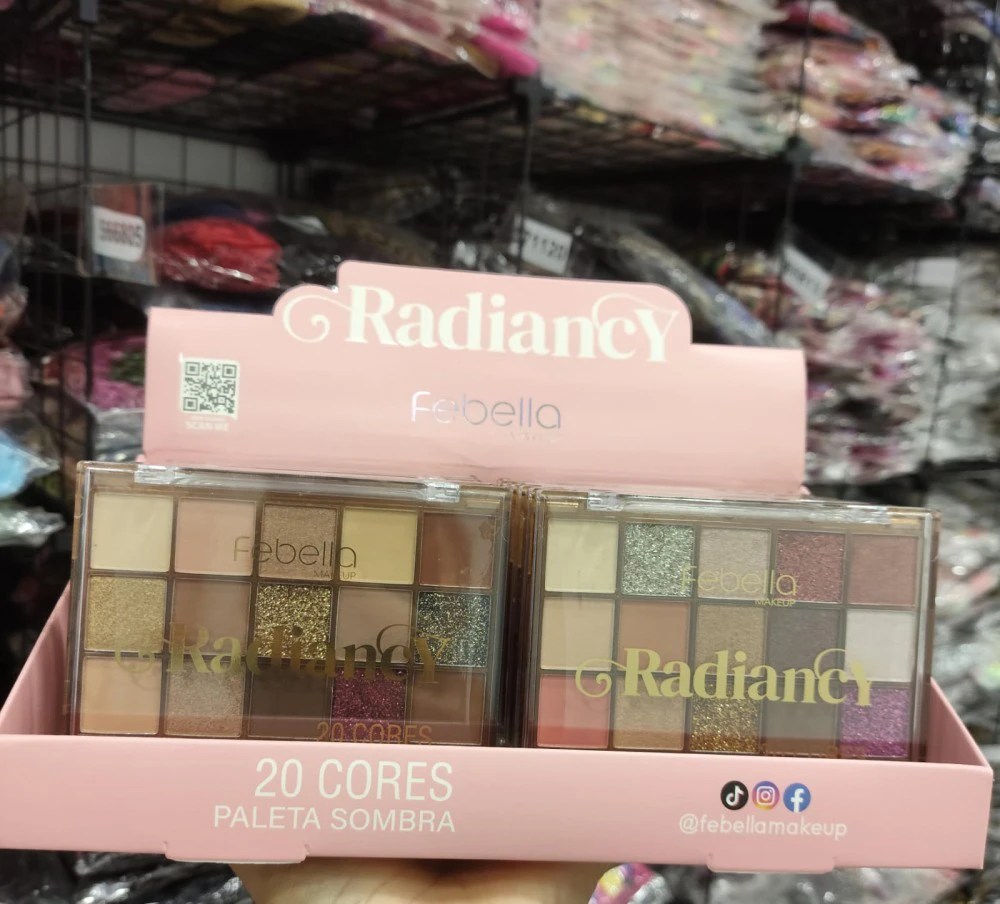 Radiancy
Febella
SCAN ME
Febella
MAKEUP
Radiancy
20 CORES
Febella
MAKEUP
Radiancy
20 CORES
PALETA SOMBRA
@febellamakeup